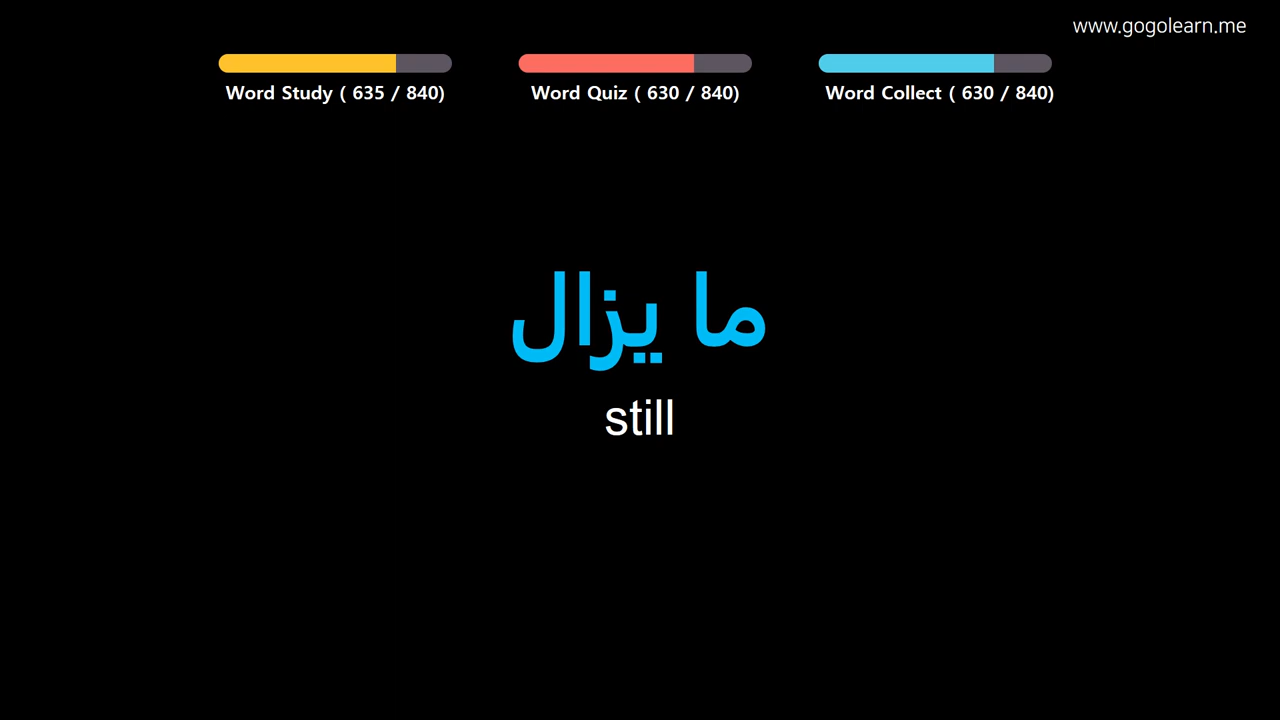 www.gogolearn.me
Word Study ( 635 / 840)
Word Quiz ( 630 / 840)
Word Collect ( 630 / 840)
ما يزال
still